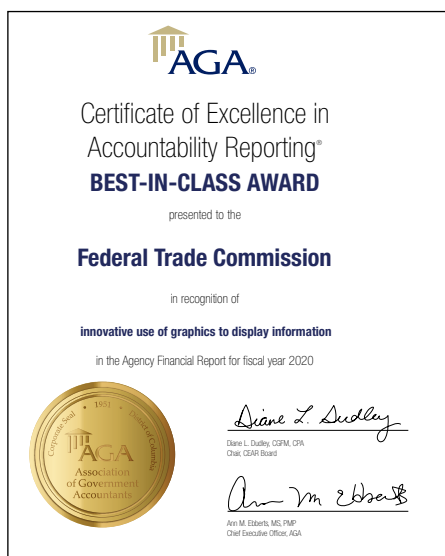 AGA®
Certificate of Excellence in
Accountability Reporting®
BEST-IN-CLASS AWARD
presented to the
Federal Trade Commission
in recognition of
innovative use of graphics to display information
in the Agency Financial Report for fiscal year 2020
Corporate Seal • 1951 • District of Columbia
AGA
Association
of Government
Accountants
Diane L. Dudley
Diane L. Dudley, CGFM, CPA
Chair, CEAR Board
Ann M Ebberts
Ann M. Ebberts, MS, PMP
Chief Executive Officer, AGA